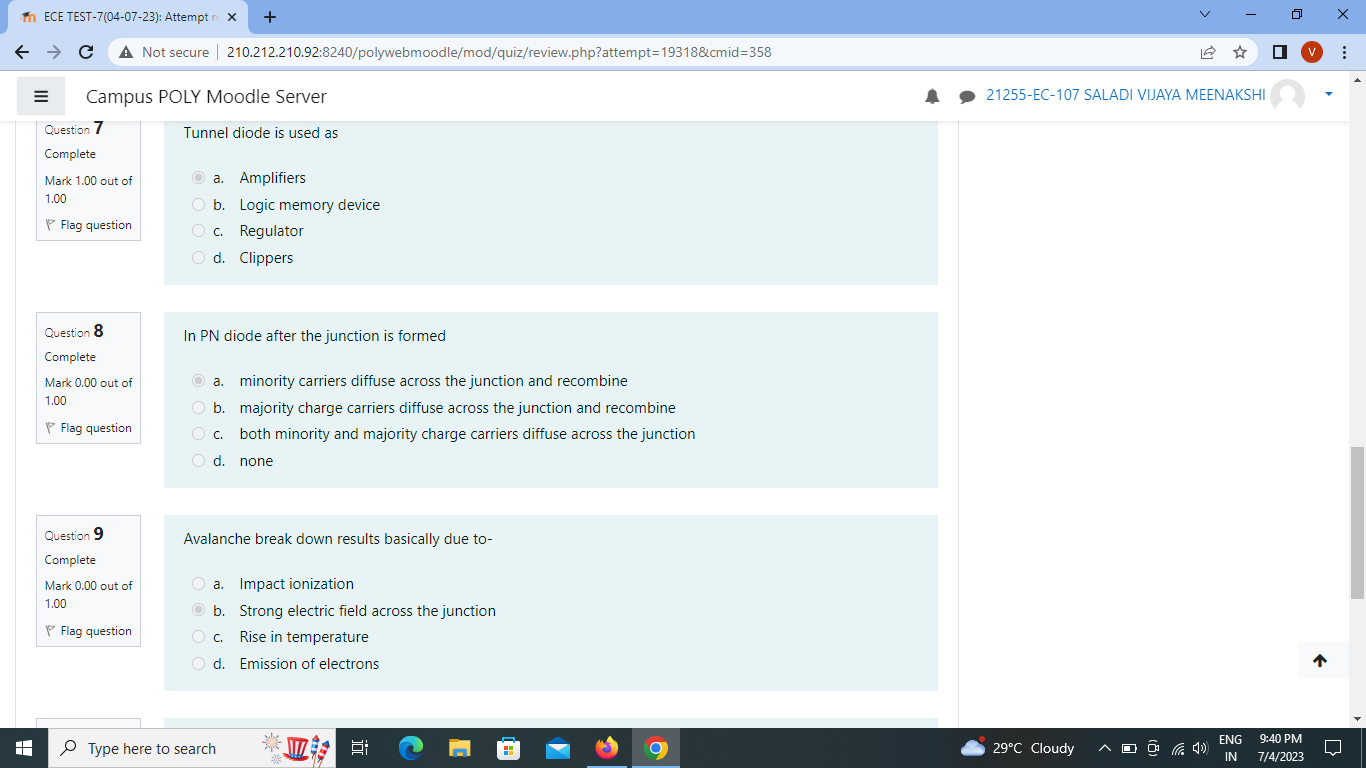 ECE TEST-7(04-07-23): Attempt r
Not secure | 210.212.210.92:8240/polywebmoodle/mod/quiz/review.php?attempt=19318&cmid=358
V
Campus POLY Moodle Server
21255-EC-107 SALADI VIJAYA MEENAKSHI
Question 7
Complete
Mark 1.00 out of
1.00
Flag question
Tunnel diode is used as
a. Amplifiers
b. Logic memory device
c. Regulator
d. Clippers
Question 8
Complete
Mark 0.00 out of
1.00
Flag question
In PN diode after the junction is formed
a. minority carriers diffuse across the junction and recombine
b. majority charge carriers diffuse across the junction and recombine
c. both minority and majority charge carriers diffuse across the junction
d. none
Question 9
Complete
Mark 0.00 out of
1.00
Flag question
Avalanche break down results basically due to-
a. Impact ionization
b. Strong electric field across the junction
c. Rise in temperature
d. Emission of electrons
Type here to search
29°C Cloudy
ENG
IN
9:40 PM
7/4/2023